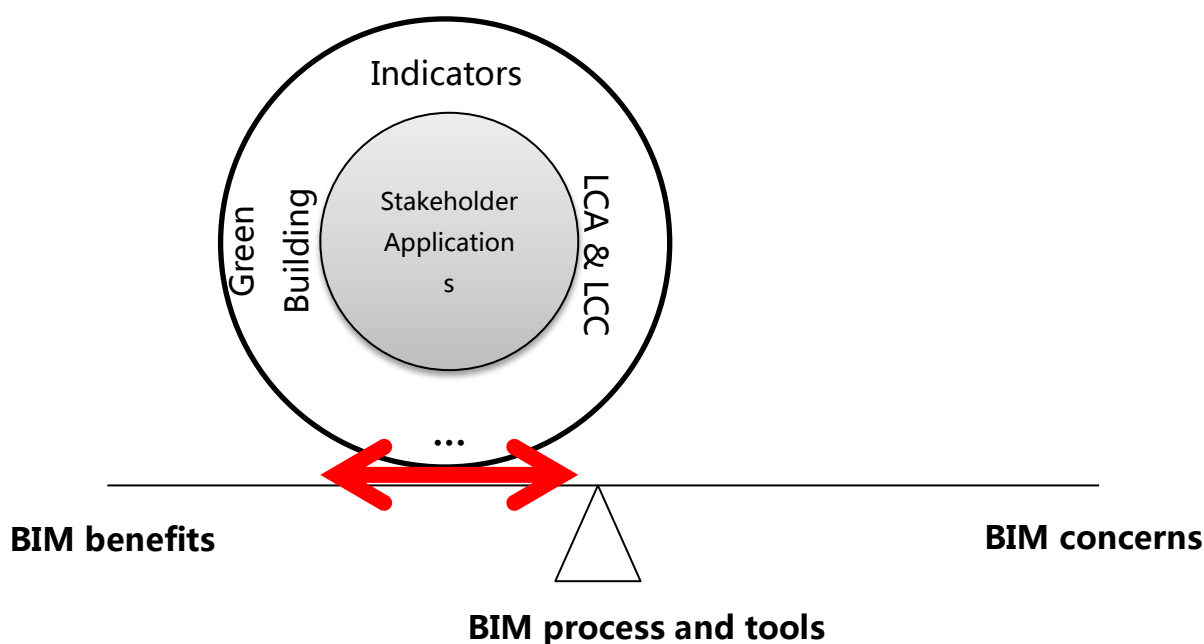 Indicators
Green
Building
Stakeholder
Application
s
LCA & LCC
...
BIM benefits
BIM concerns
BIM process and tools